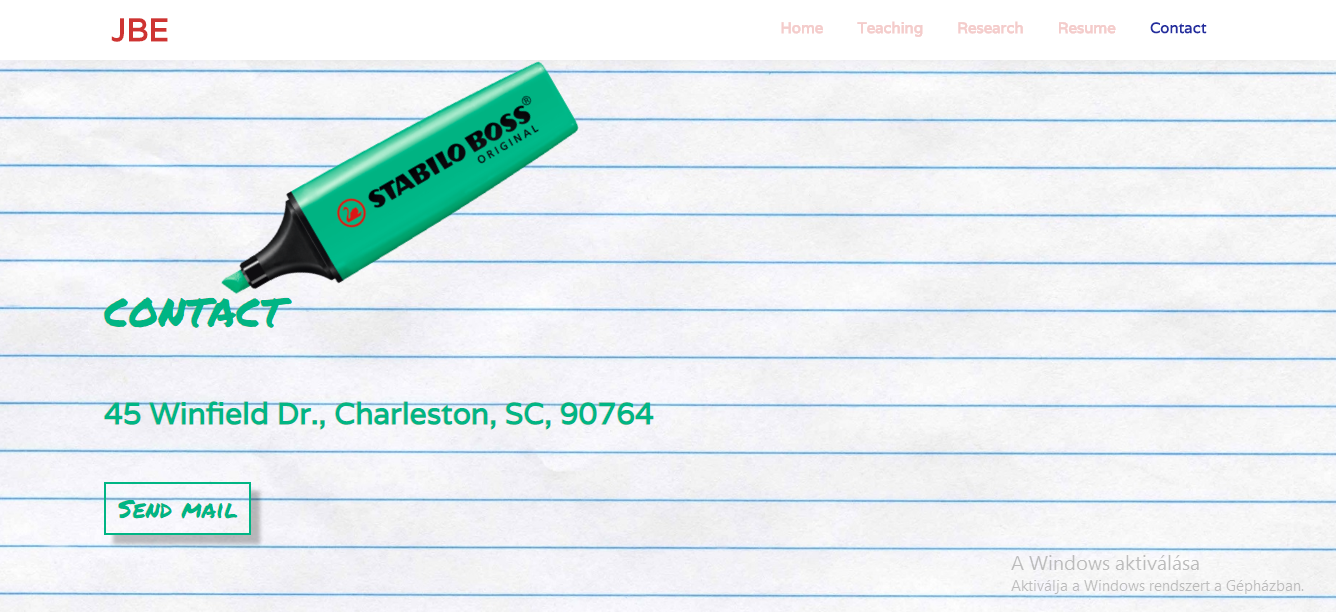 JBE
Home Teaching Research Resume Contact
STABILO BOSS®
ORIGINAL
CONTACT
45 Winfield Dr., Charleston, SC, 90764
Send mail
A Windows aktiválása
Aktiválja a Windows rendszert a Gépházban.